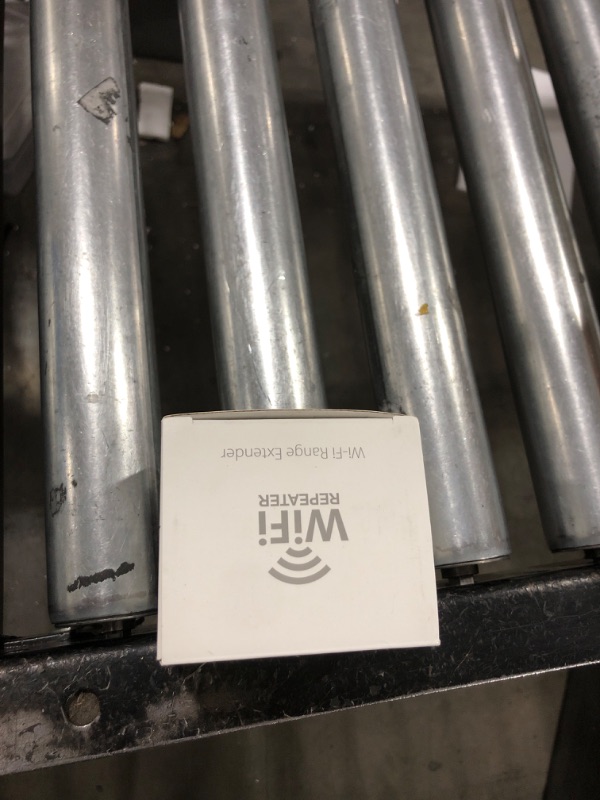 WiFi
REPEATER
Wi-Fi Range Extender